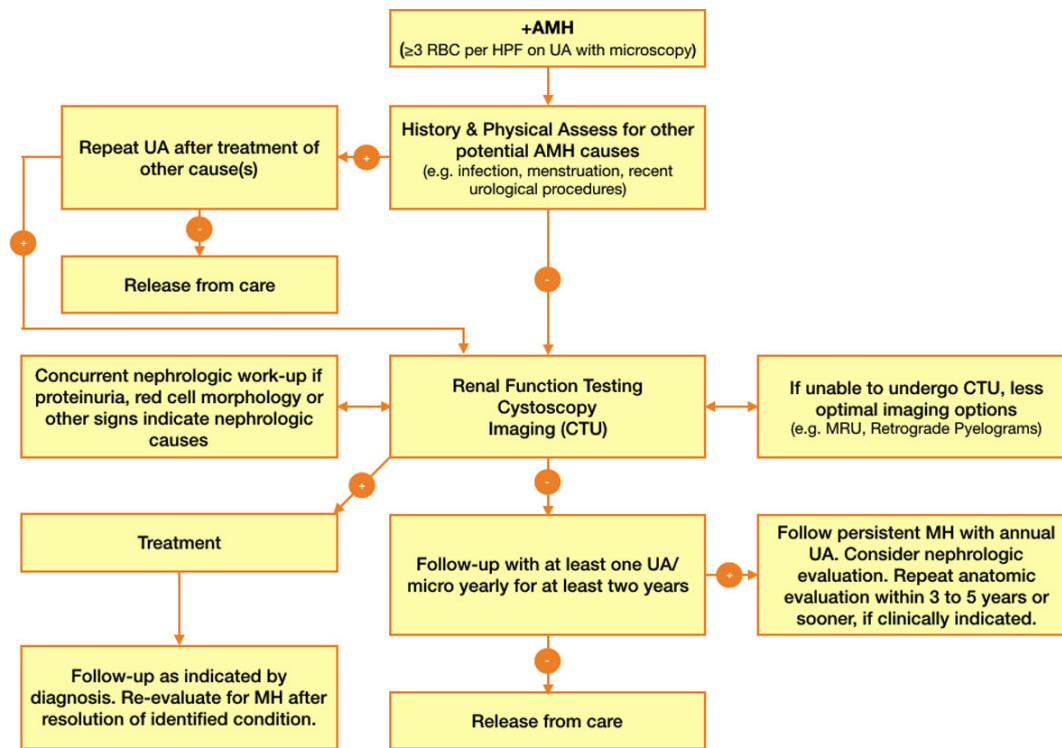 +AMH
(≥3 RBC per HPF on UA with microscopy)
History & Physical Assess for other
potential AMH causes
(e.g. infection, menstruation, recent
urological procedures)
+
Repeat UA after treatment of
other cause(s)
-
+
Release from care
-
Concurrent nephrologic work-up if
proteinuria, red cell morphology or
other signs indicate nephrologic
causes
Renal Function Testing
Cystoscopy
Imaging (CTU)
If unable to undergo CTU, less
optimal imaging options
(e.g. MRU, Retrograde Pyelograms)
+
-
Treatment
Follow-up with at least one UA/
micro yearly for at least two years
+
Follow persistent MH with annual
UA. Consider nephrologic
evaluation. Repeat anatomic
evaluation within 3 to 5 years or
sooner, if clinically indicated.
Follow-up as indicated by
diagnosis. Re-evaluate for MH after
resolution of identified condition.
-
Release from care